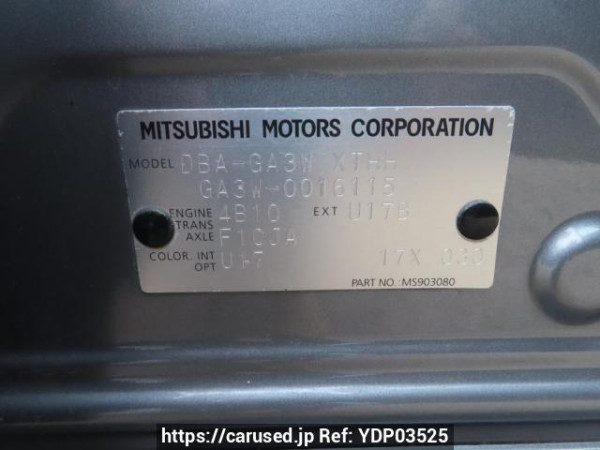 MITSUBISHI MOTORS CORPORATION
MODEL DBA-GA3W XTHH
GA3W-0016115
ENGINE 4B10 EXT U17B
TRANS AXLE F1CJA
COLOR. INT OPT U17 17X 030
PART NO.: MS903080
https://carused.jp Ref: YDP03525